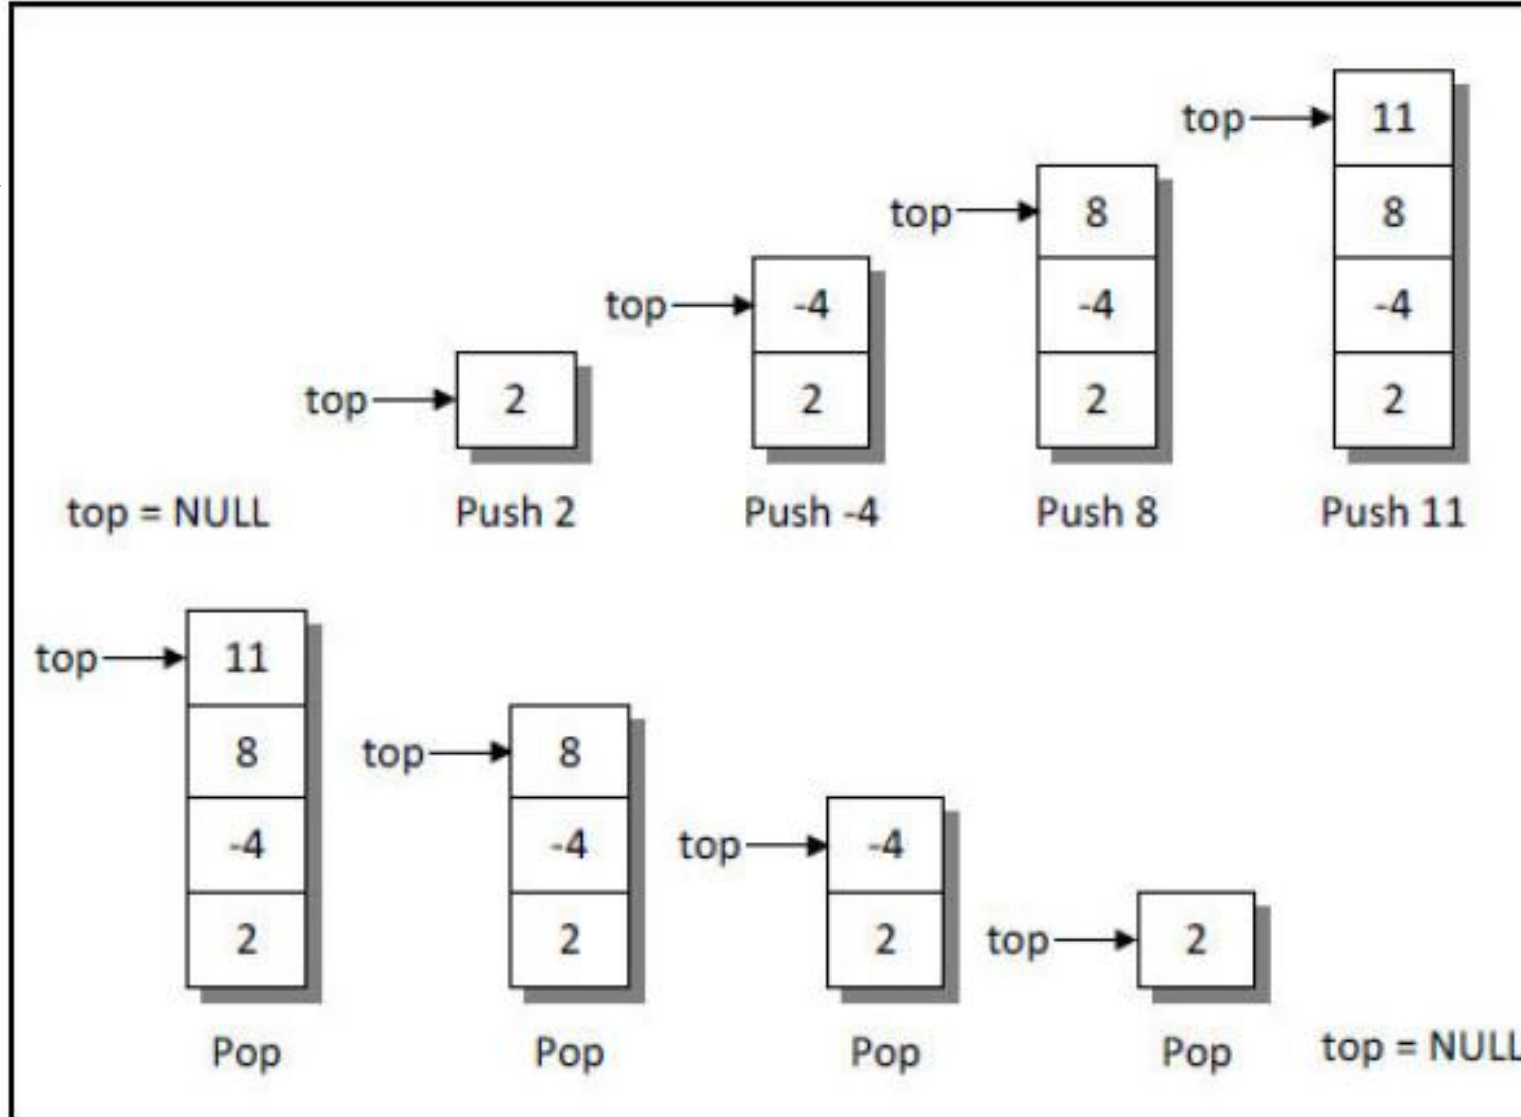 top 11
top 8 8
top -4 -4 -4
top 2 2 2 2
top = NULL Push 2 Push -4 Push 8 Push 11
top 11
8 top 8
-4 -4 top -4
2 2 2 top 2
Pop Pop Pop Pop top = NULL